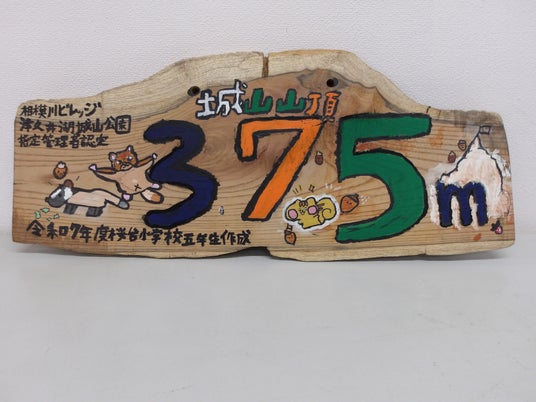 相模川ビレッジ
津久井湖城山公園
指定管理者認定
城山山頂
375m
令和7年度桜台小学校五年生作成